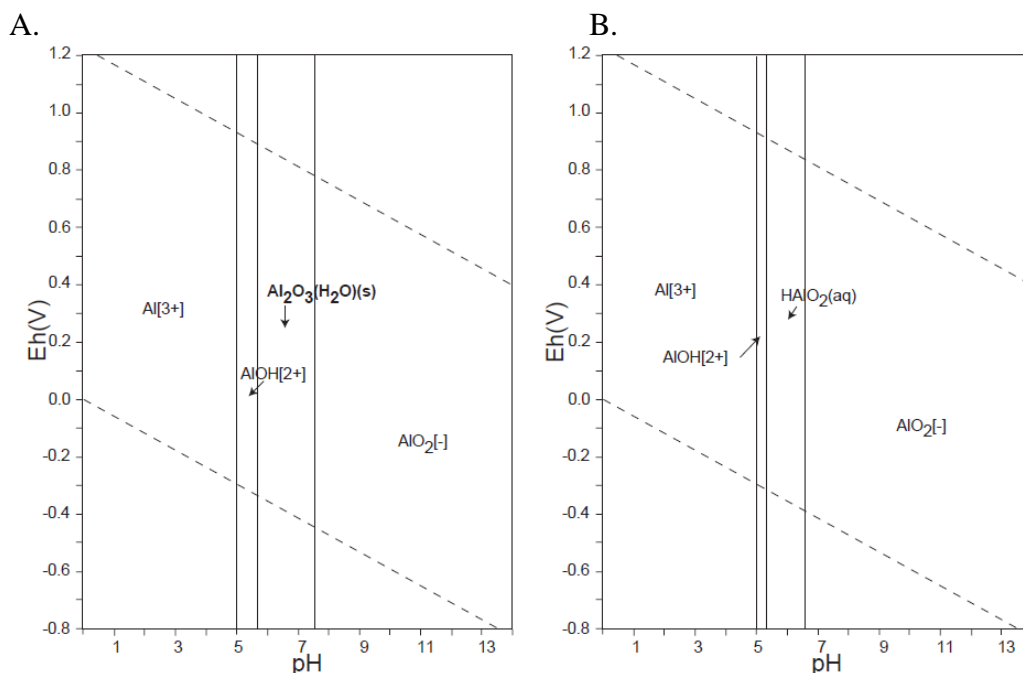 A.
1.2
1.0
0.8
0.6
0.4
0.2
0.0
-0.2
-0.4
-0.6
-0.8
Eh(V)
Al[3+]
Al2O3(H2O)(s)
AlOH[2+]
AlO2[-]
1 3 5 7 9 11 13
pH
B.
1.2
1.0
0.8
0.6
0.4
0.2
0.0
-0.2
-0.4
-0.6
-0.8
Eh(V)
Al[3+]
HAlO2(aq)
AlOH[2+]
AlO2[-]
1 3 5 7 9 11 13
pH